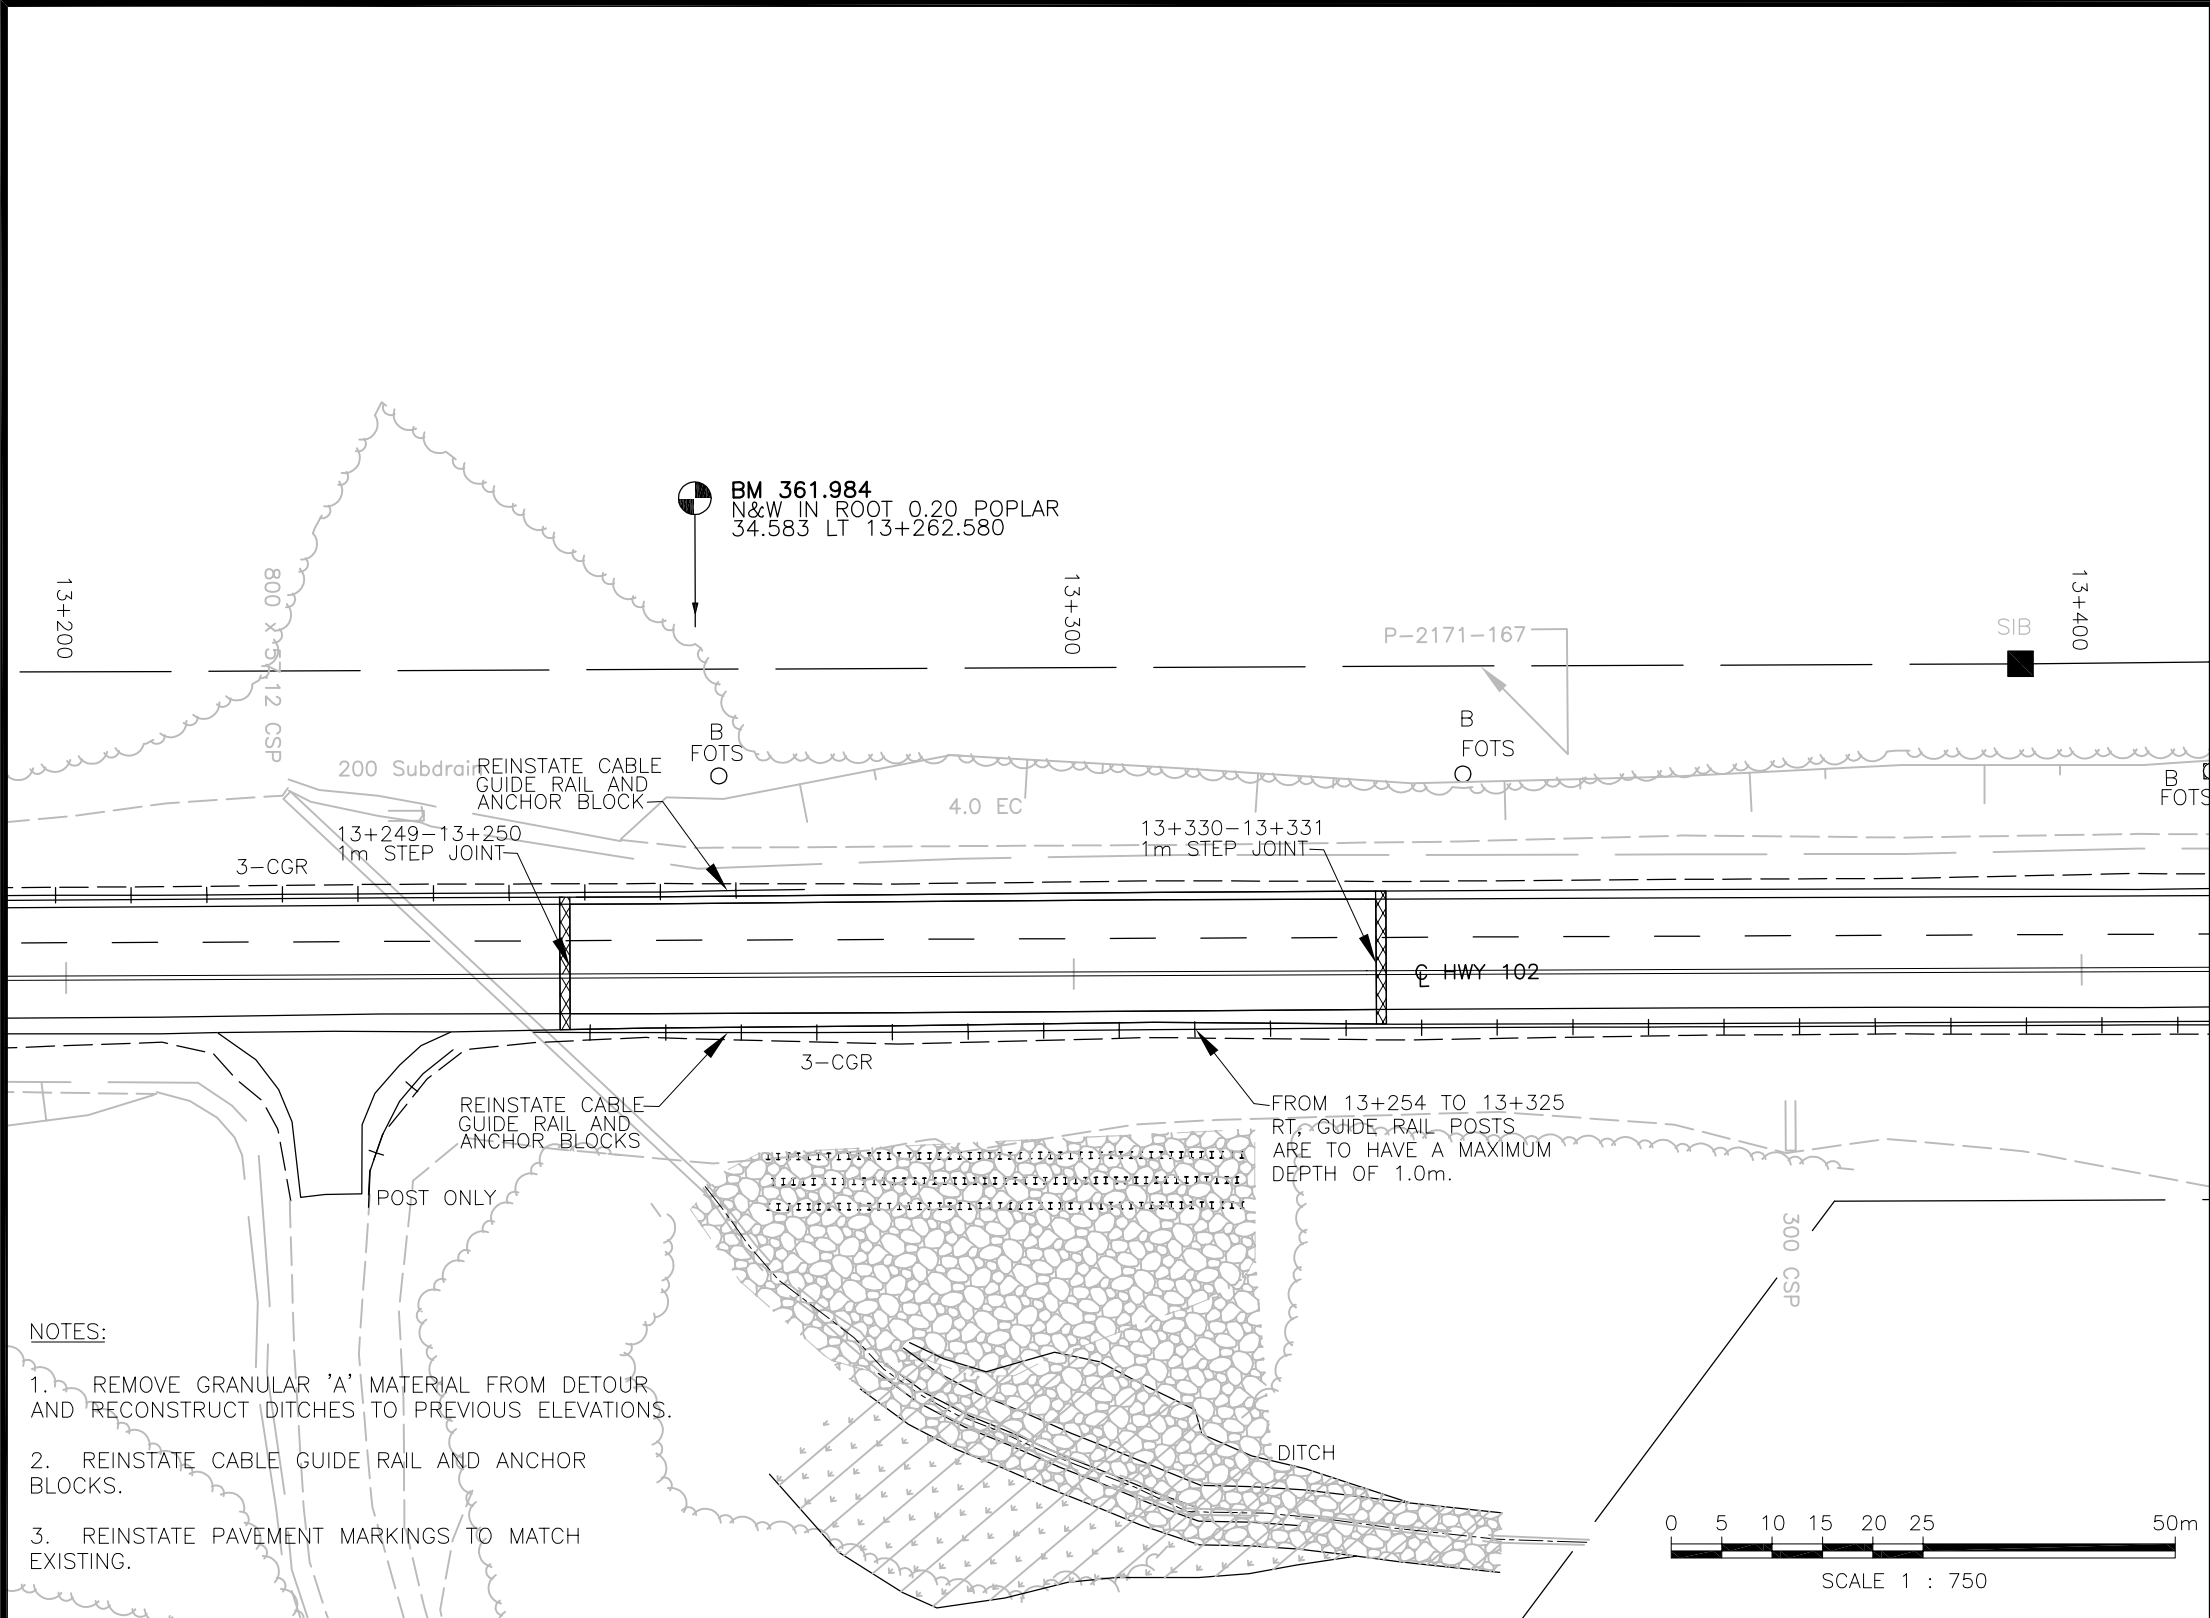 BM 361.984
N&W IN ROOT 0.20 POPLAR
34.583 LT 13+262.580
13+200
800 x 57.12 CSP
13+300
P-2171-167
SIB
13+400
B
FOTS
B
FOTS
B
FOTS
200 Subdrain
REINSTATE CABLE
GUIDE RAIL AND
ANCHOR BLOCK
4.0 EC
13+249-13+250
1m STEP JOINT
13+330-13+331
1m STEP JOINT
3-CGR
℄ HWY 102
3-CGR
REINSTATE CABLE
GUIDE RAIL AND
ANCHOR BLOCKS
FROM 13+254 TO 13+325
RT, GUIDE RAIL POSTS
ARE TO HAVE A MAXIMUM
DEPTH OF 1.0m.
POST ONLY
300 CSP
NOTES:
1. REMOVE GRANULAR 'A' MATERIAL FROM DETOUR
AND RECONSTRUCT DITCHES TO PREVIOUS ELEVATIONS.
2. REINSTATE CABLE GUIDE RAIL AND ANCHOR
BLOCKS.
3. REINSTATE PAVEMENT MARKINGS TO MATCH
EXISTING.
DITCH
0 5 10 15 20 25 50m
SCALE 1 : 750